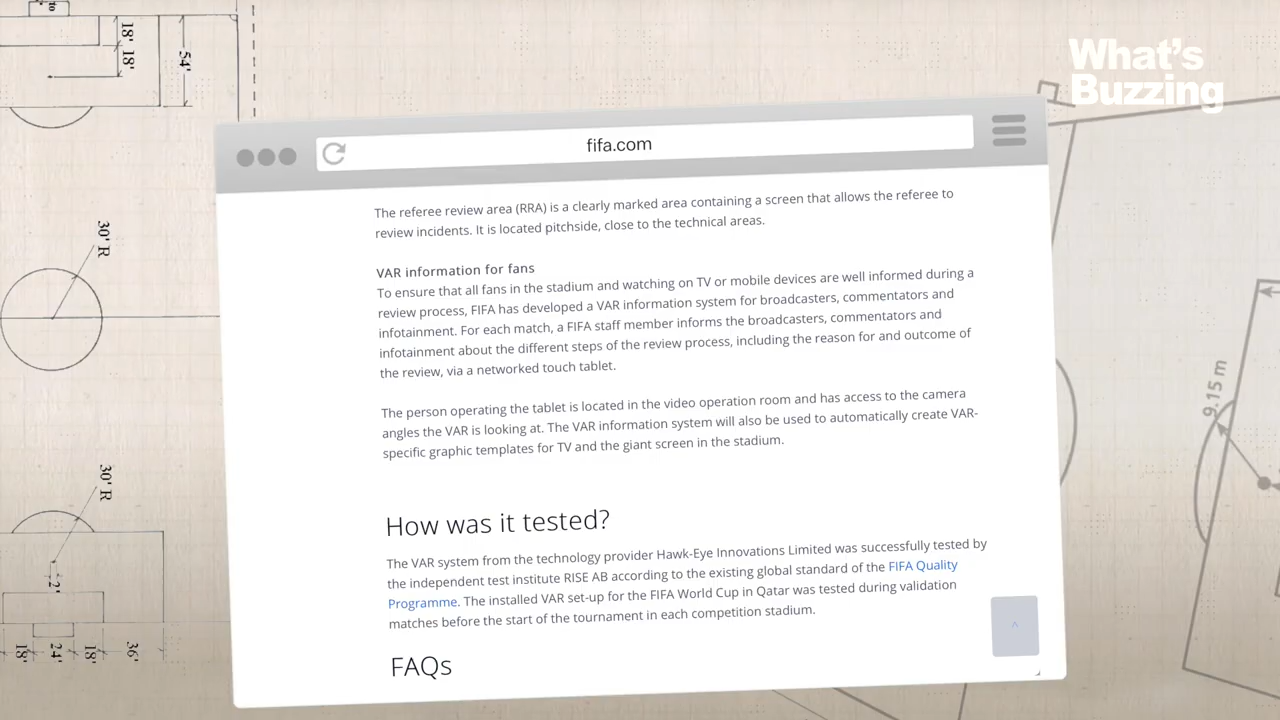 What's
Buzzing
fifa.com
The referee review area (RRA) is a clearly marked area containing a screen that allows the referee to
review incidents. It is located pitchside, close to the technical areas.
VAR information for fans
To ensure that all fans in the stadium and watching on TV or mobile devices are well informed during a
review process, FIFA has developed a VAR information system for broadcasters, commentators and
infotainment. For each match, a FIFA staff member informs the broadcasters, commentators and
infotainment about the different steps of the review process, including the reason for and outcome of
the review, via a networked touch tablet.
The person operating the tablet is located in the video operation room and has access to the camera
angles the VAR is looking at. The VAR information system will also be used to automatically create VAR-
specific graphic templates for TV and the giant screen in the stadium.
How was it tested?
The VAR system from the technology provider Hawk-Eye Innovations Limited was successfully tested by
the independent test institute RISE AB according to the existing global standard of the FIFA Quality
Programme. The installed VAR set-up for the FIFA World Cup in Qatar was tested during validation
matches before the start of the tournament in each competition stadium.
FAQs
18' 18'
54'
30' R
30' R
12'
18'
24'
18'
36'
9.15 m